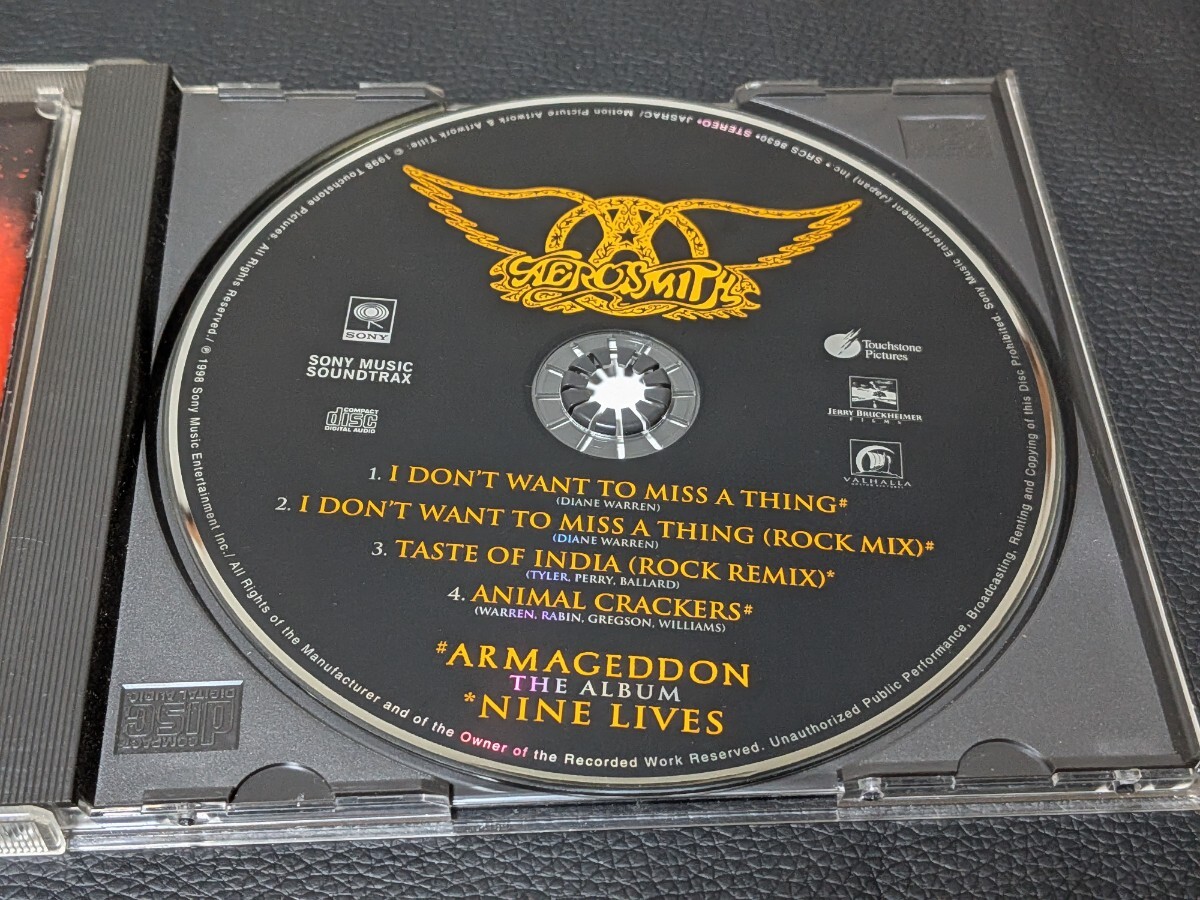 AEROSMITH
SONY
SONY MUSIC
SOUNDTRAX
COMPACT
disc
DIGITAL AUDIO
Touchstone
Pictures
JERRY BRUCKHEIMER
FILMS
VALHALLA
1. I DON'T WANT TO MISS A THING#
(DIANE WARREN)
2. I DON'T WANT TO MISS A THING (ROCK MIX)#
(DIANE WARREN)
3. TASTE OF INDIA (ROCK REMIX)*
(TYLER, PERRY, BALLARD)
4. ANIMAL CRACKERS#
(WARREN, RABIN, GREGSON, WILLIAMS)
#ARMAGEDDON
THE ALBUM
*NINE LIVES
SRCS 8630• STEREO• JASRAC/ Motion Picture Artwork & Artwork Title: © 1998 Touchstone Pictures. All Rights Reserved./ ℗ 1998 Sony Music Entertainment Inc./ All Rights of the Manufacturer and of the Owner of the Recorded Work Reserved. Unauthorized Public Performance, Broadcasting, Renting and Copying of this Disc Prohibited. Sony Music Entertainment (Japan) Inc.•
COMPACT
disc
DIGITAL AUDIO